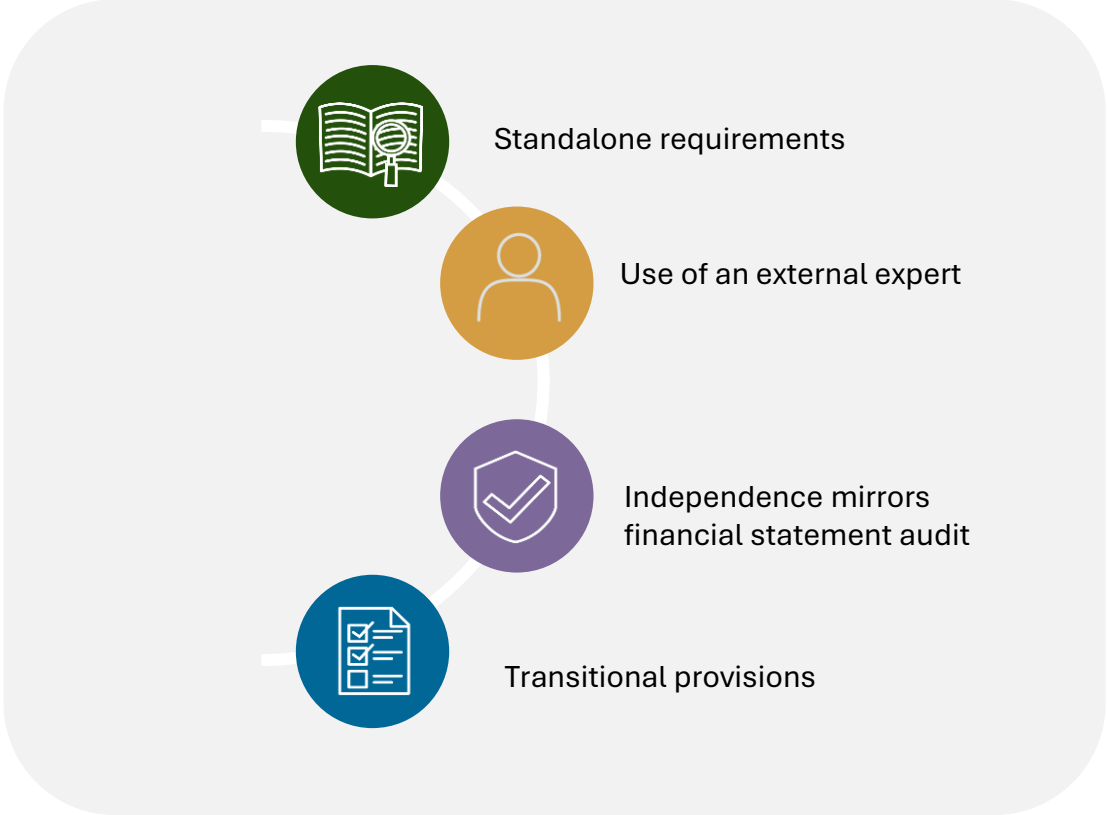 Standalone requirements
Use of an external expert
Independence mirrors
financial statement audit
Transitional provisions